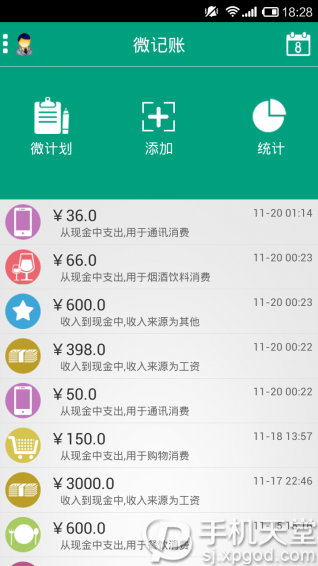 18:28
微记账
8
微计划
添加
统计
￥36.0
11-20 01:14
从现金中支出,用于通讯消费
￥66.0
11-20 00:23
从现金中支出,用于烟酒饮料消费
￥600.0
11-20 00:23
收入到现金中,收入来源为其他
￥398.0
11-20 00:22
收入到现金中,收入来源为工资
￥50.0
11-20 00:22
从现金中支出,用于通讯消费
￥150.0
11-18 13:57
从现金中支出,用于购物消费
￥3000.0
11-17 22:46
收入到现金中,收入来源为工资
￥600.0
从现金中支出,用于餐饮消费
手机天堂
sj.xpgod.com